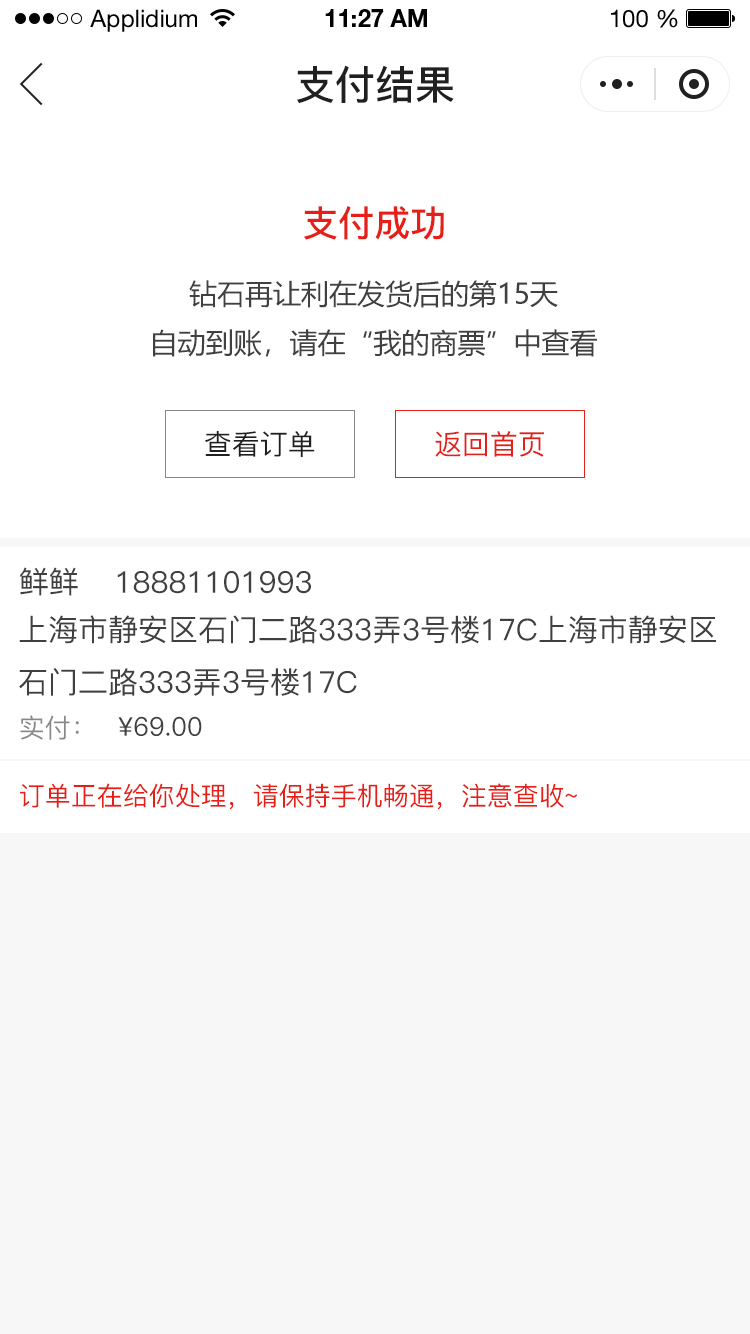 Applidium 11:27 AM 100 %
支付结果
支付成功
钻石再让利在发货后的第15天
自动到账，请在“我的商票”中查看
查看订单 返回首页
鲜鲜 18881101993
上海市静安区石门二路333弄3号楼17C上海市静安区
石门二路333弄3号楼17C
实付： ¥69.00
订单正在给你处理，请保持手机畅通，注意查收~